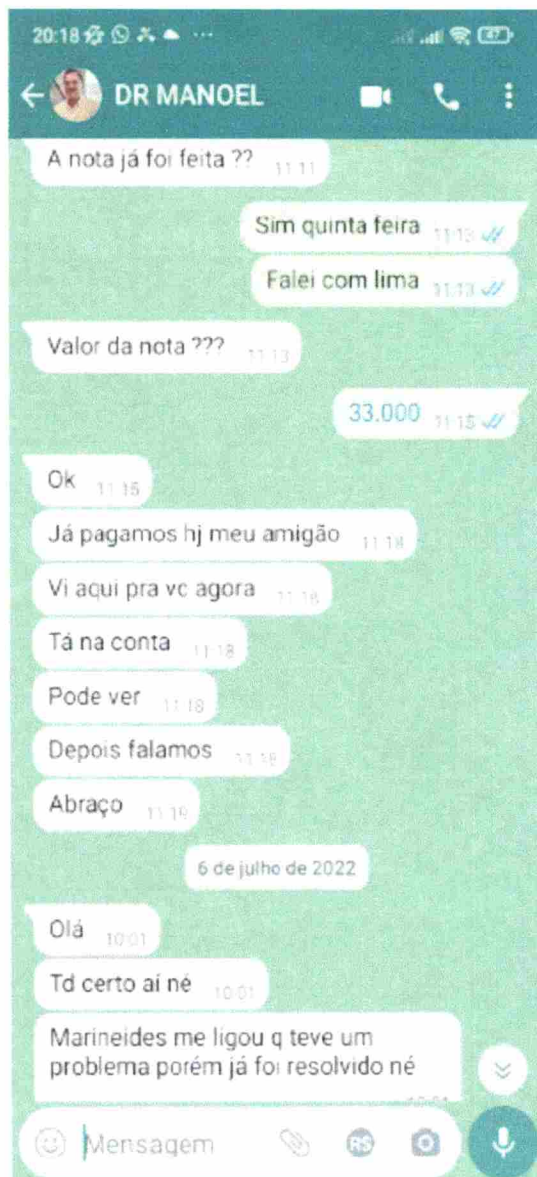 20:18
47
DR MANOEL
A nota já foi feita ?? 11:11
Sim quinta feira 11:13
Falei com lima 11:13
Valor da nota ??? 11:13
33.000 11:15
Ok 11:15
Já pagamos hj meu amigão 11:18
Vi aqui pra vc agora 11:18
Tá na conta 11:18
Pode ver 11:18
Depois falamos 11:18
Abraço 11:19
6 de julho de 2022
Olá 10:01
Td certo aí né 10:01
Marineides me ligou q teve um
problema porém já foi resolvido né
Mensagem
R$